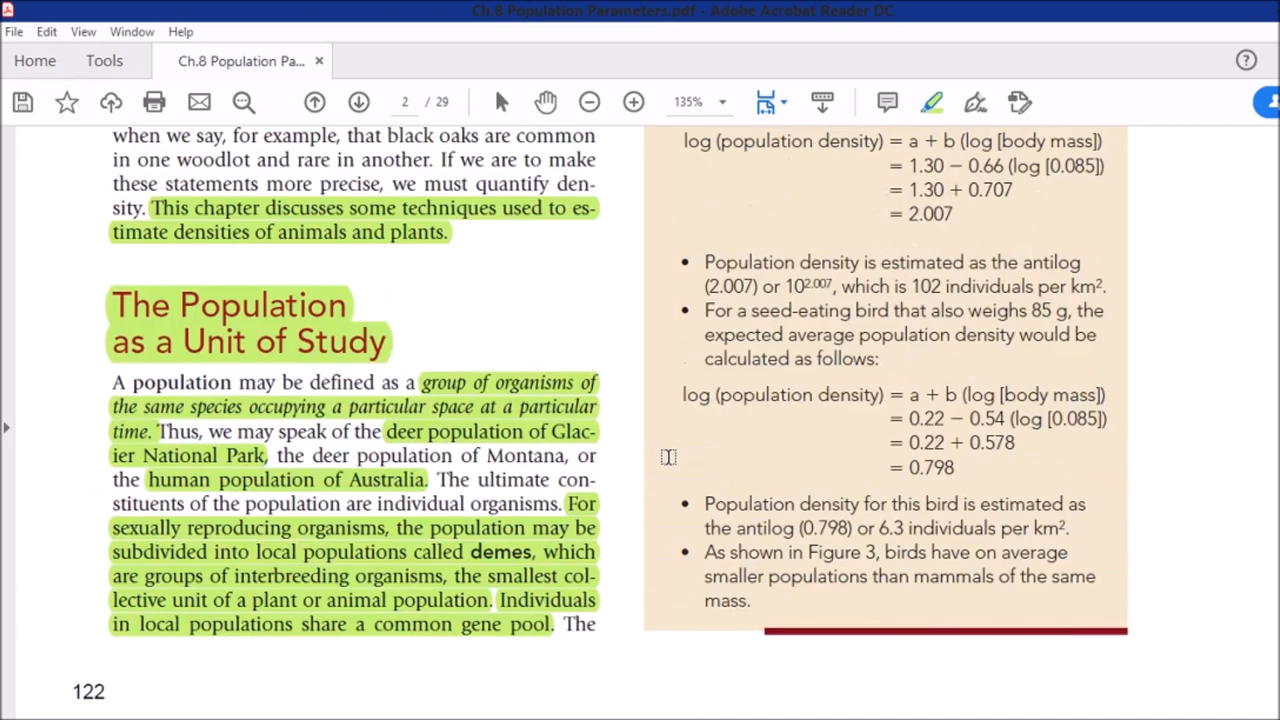 Ch.8 Population Parameters.pdf - Adobe Acrobat Reader DC
File Edit View Window Help
Home Tools Ch.8 Population Pa... ×
2 / 29 135%
when we say, for example, that black oaks are common
in one woodlot and rare in another. If we are to make
these statements more precise, we must quantify den-
sity. This chapter discusses some techniques used to es-
timate densities of animals and plants.
The Population
as a Unit of Study
A population may be defined as a group of organisms of
the same species occupying a particular space at a particular
time. Thus, we may speak of the deer population of Glac-
ier National Park, the deer population of Montana, or
the human population of Australia. The ultimate con-
stituents of the population are individual organisms. For
sexually reproducing organisms, the population may be
subdivided into local populations called demes, which
are groups of interbreeding organisms, the smallest col-
lective unit of a plant or animal population. Individuals
in local populations share a common gene pool. The
122
log (population density) = a + b (log [body mass])
= 1.30 − 0.66 (log [0.085])
= 1.30 + 0.707
= 2.007
• Population density is estimated as the antilog
(2.007) or 10^2.007, which is 102 individuals per km².
• For a seed-eating bird that also weighs 85 g, the
expected average population density would be
calculated as follows:
log (population density) = a + b (log [body mass])
= 0.22 − 0.54 (log [0.085])
= 0.22 + 0.578
= 0.798
• Population density for this bird is estimated as
the antilog (0.798) or 6.3 individuals per km².
• As shown in Figure 3, birds have on average
smaller populations than mammals of the same
mass.